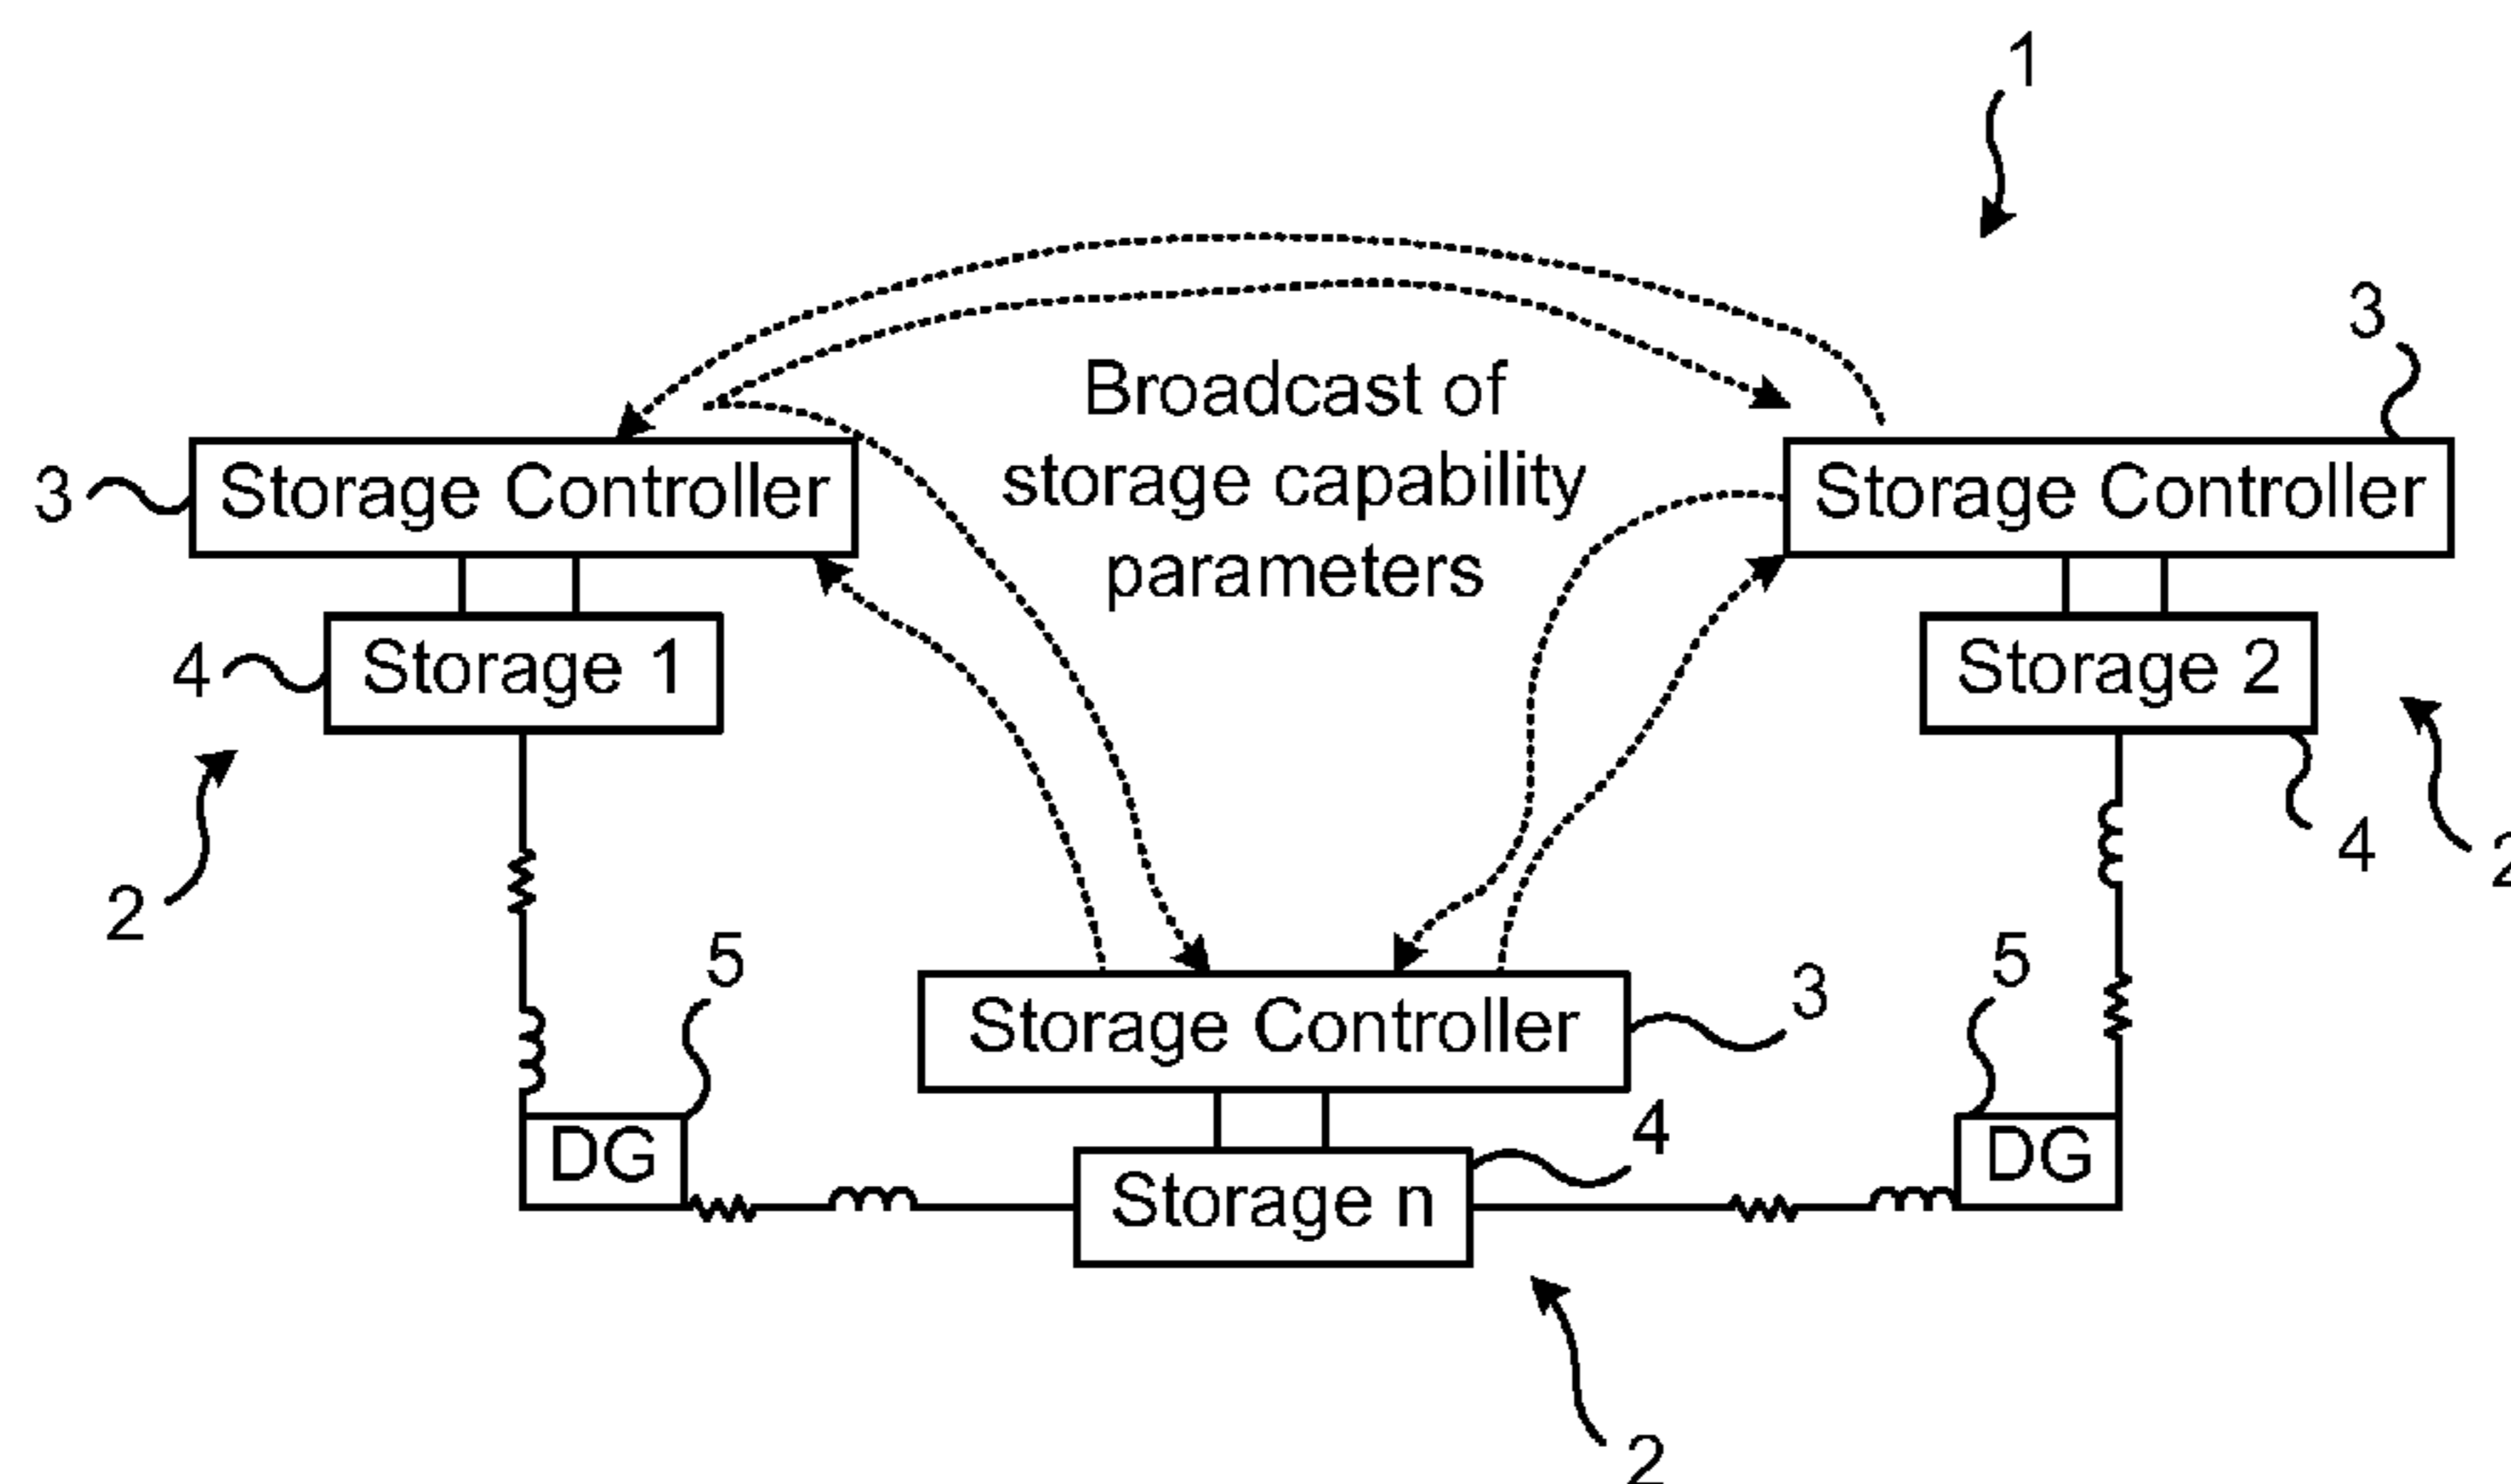 1
3
Broadcast of
storage capability
parameters
3
Storage Controller
Storage Controller
4
Storage 1
Storage 2
4
2
2
5
5
3
Storage Controller
4
DG
DG
Storage n
2